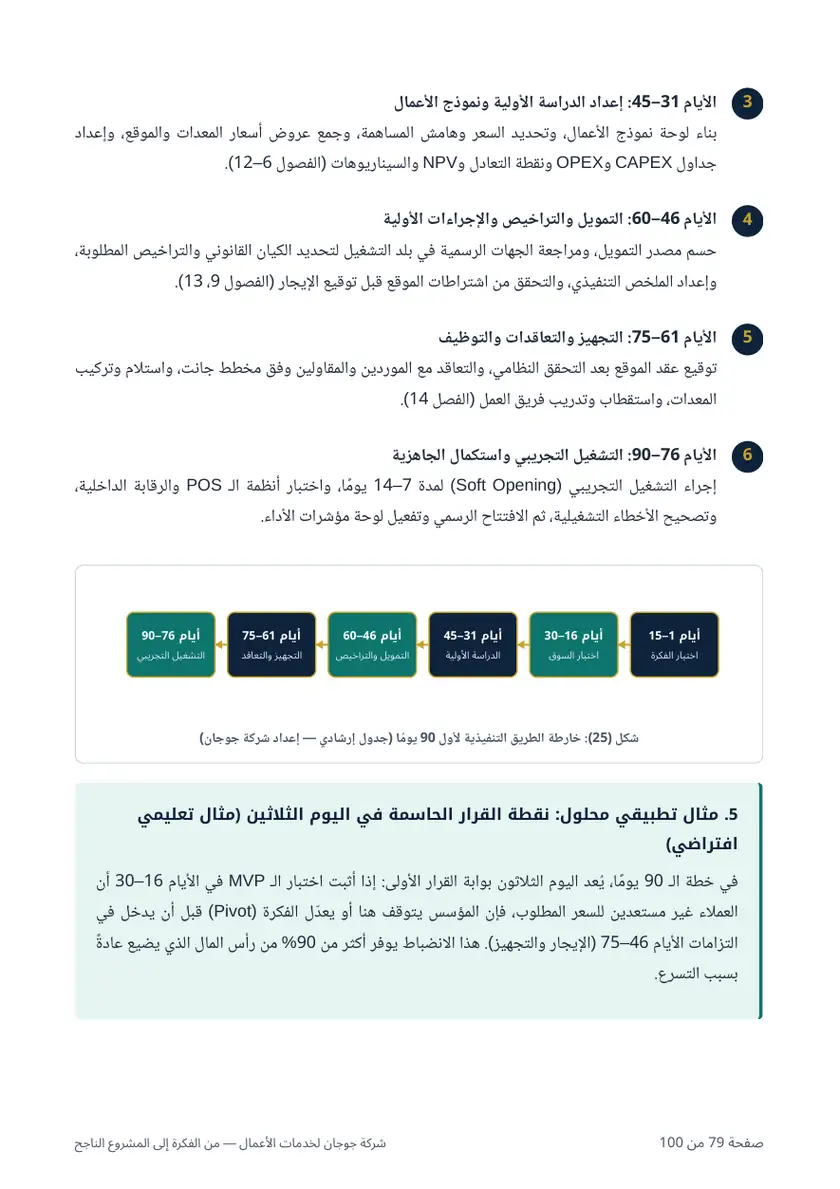 3
الأيام 31–45: إعداد الدراسة الأولية ونموذج الأعمال
بناء لوحة نموذج الأعمال، وتحديد السعر وهامش المساهمة، وجمع عروض أسعار المعدات والموقع، وإعداد
جداول CAPEX وOPEX ونقطة التعادل وNPV والسيناريوهات (الفصول 6–12).
4
الأيام 46–60: التمويل والتراخيص والإجراءات الأولية
حسم مصدر التمويل، ومراجعة الجهات الرسمية في بلد التشغيل لتحديد الكيان القانوني والتراخيص المطلوبة،
وإعداد الملخص التنفيذي، والتحقق من اشتراطات الموقع قبل توقيع الإيجار (الفصول 9، 13).
5
الأيام 61–75: التجهيز والتعاقدات والتوظيف
توقيع عقد الموقع بعد التحقق النظامي، والتعاقد مع الموردين والمقاولين وفق مخطط جانت، واستلام وتركيب
المعدات، واستقطاب وتدريب فريق العمل (الفصل 14).
6
الأيام 76–90: التشغيل التجريبي واستكمال الجاهزية
إجراء التشغيل التجريبي (Soft Opening) لمدة 7–14 يومًا، واختبار أنظمة الـ POS والرقابة الداخلية،
وتصحيح الأخطاء التشغيلية، ثم الافتتاح الرسمي وتفعيل لوحة مؤشرات الأداء.
أيام 1–15
اختبار الفكرة
أيام 16–30
اختبار السوق
أيام 31–45
الدراسة الأولية
أيام 46–60
التمويل والتراخيص
أيام 61–75
التجهيز والتعاقد
أيام 76–90
التشغيل التجريبي
شكل (25): خارطة الطريق التنفيذية لأول 90 يومًا (جدول إرشادي — إعداد شركة جوجان)
5. مثال تطبيقي محلول: نقطة القرار الحاسمة في اليوم الثلاثين (مثال تعليمي
افتراضي)
في خطة الـ 90 يومًا، يُعد اليوم الثلاثون بوابة القرار الأولى: إذا أثبت اختبار الـ MVP في الأيام 16–30 أن
العملاء غير مستعدين للسعر المطلوب، فإن المؤسس يتوقف هنا أو يعدّل الفكرة (Pivot) قبل أن يدخل في
التزامات الأيام 46–75 (الإيجار والتجهيز). هذا الانضباط يوفر أكثر من 90% من رأس المال الذي يضيع عادةً
بسبب التسرع.
صفحة 79 من 100
شركة جوجان لخدمات الأعمال — من الفكرة إلى المشروع الناجح